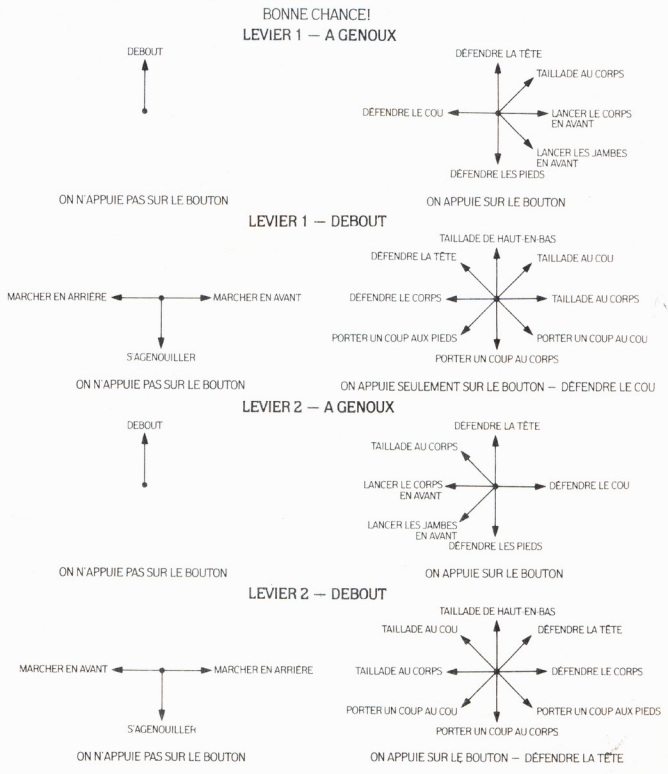 BONNE CHANCE!
LEVIER 1 — A GENOUX
DEBOUT
DÉFENDRE LA TÊTE
TAILLADE AU CORPS
DÉFENDRE LE COU
LANCER LE CORPS
EN AVANT
LANCER LES JAMBES
EN AVANT
DÉFENDRE LES PIEDS
ON N'APPUIE PAS SUR LE BOUTON
ON APPUIE SUR LE BOUTON
LEVIER 1 — DEBOUT
TAILLADE DE HAUT-EN-BAS
DÉFENDRE LA TÊTE
TAILLADE AU COU
MARCHER EN ARRIÈRE
MARCHER EN AVANT
DÉFENDRE LE CORPS
TAILLADE AU CORPS
PORTER UN COUP AUX PIEDS
PORTER UN COUP AU COU
S'AGENOUILLER
PORTER UN COUP AU CORPS
ON N'APPUIE PAS SUR LE BOUTON
ON APPUIE SEULEMENT SUR LE BOUTON — DÉFENDRE LE COU
LEVIER 2 — A GENOUX
DEBOUT
DÉFENDRE LA TÊTE
TAILLADE AU CORPS
LANCER LE CORPS
EN AVANT
DÉFENDRE LE COU
LANCER LES JAMBES
EN AVANT
DÉFENDRE LES PIEDS
ON N'APPUIE PAS SUR LE BOUTON
ON APPUIE SUR LE BOUTON
LEVIER 2 — DEBOUT
TAILLADE DE HAUT-EN-BAS
TAILLADE AU COU
DÉFENDRE LA TÊTE
MARCHER EN AVANT
MARCHER EN ARRIÈRE
TAILLADE AU CORPS
DÉFENDRE LE CORPS
PORTER UN COUP AU COU
PORTER UN COUP AUX PIEDS
S'AGENOUILLER
PORTER UN COUP AU CORPS
ON N'APPUIE PAS SUR LE BOUTON
ON APPUIE SUR LE BOUTON — DÉFENDRE LA TÊTE